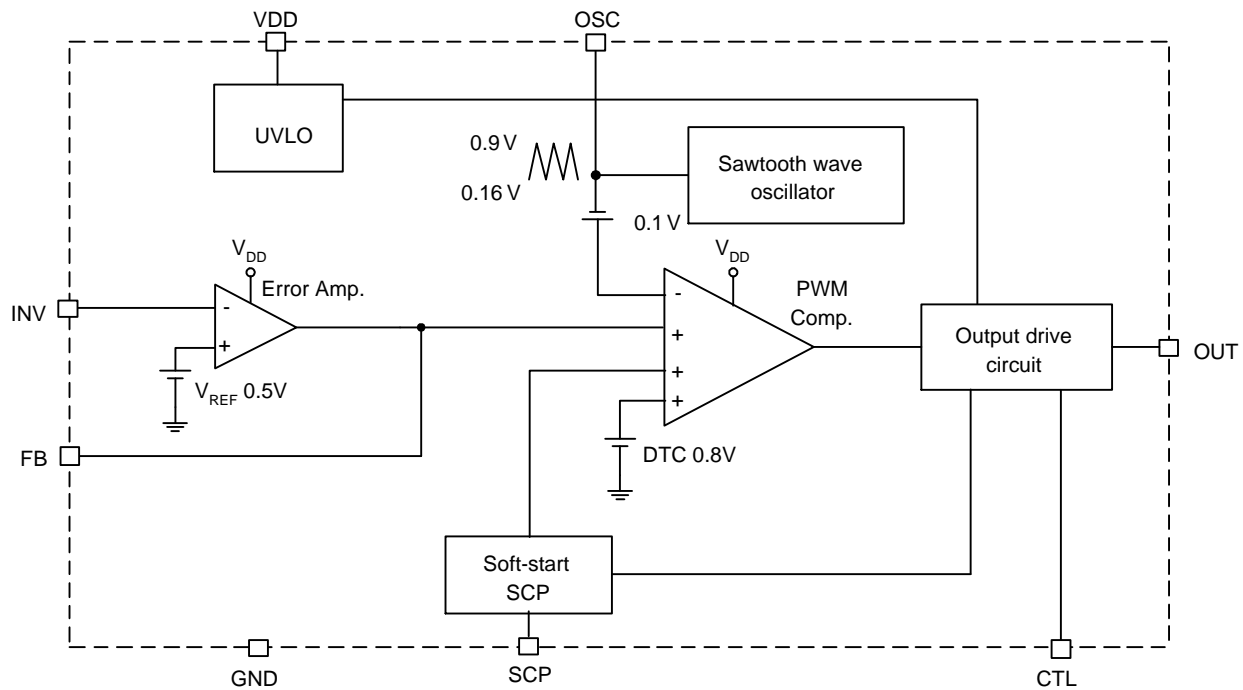 VDD
OSC
UVLO
0.9 V
0.16 V
Sawtooth wave
oscillator
0.1 V
VDD
Error Amp.
INV
-
+
VREF 0.5V
VDD
PWM
Comp.
-
+
+
+
Output drive
circuit
OUT
FB
DTC 0.8V
Soft-start
SCP
GND
SCP
CTL